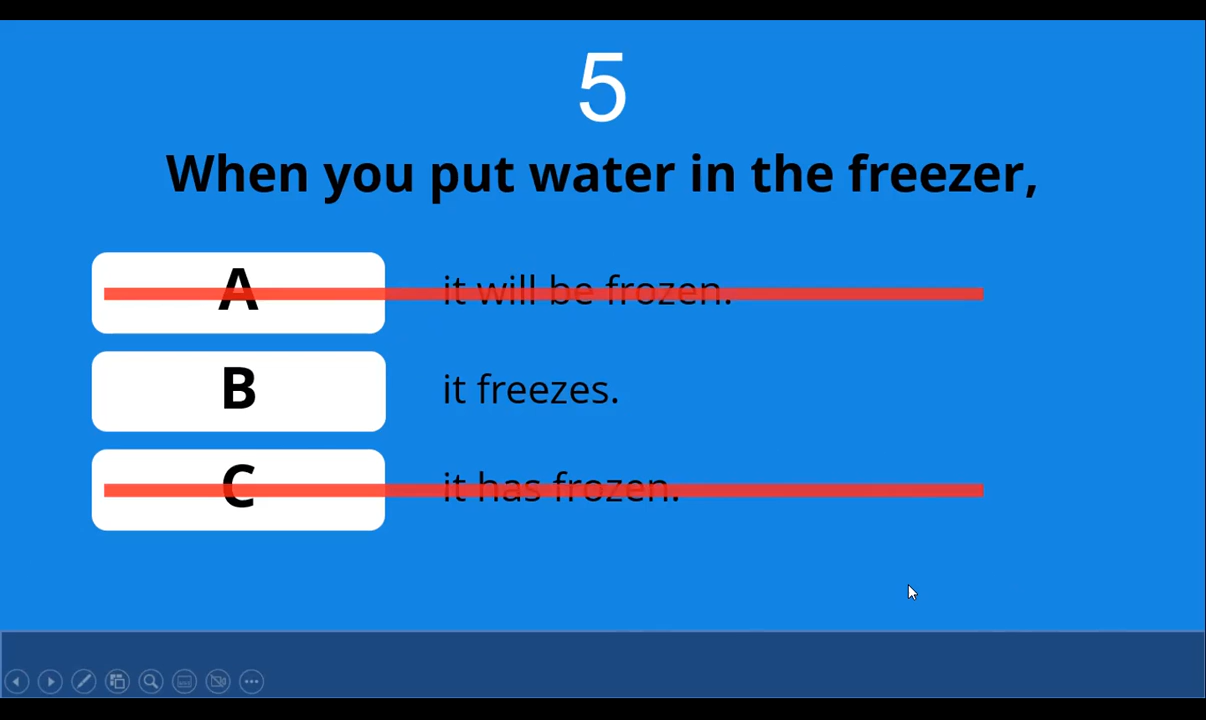 5
When you put water in the freezer,
A it will be frozen.
B it freezes.
C it has frozen.